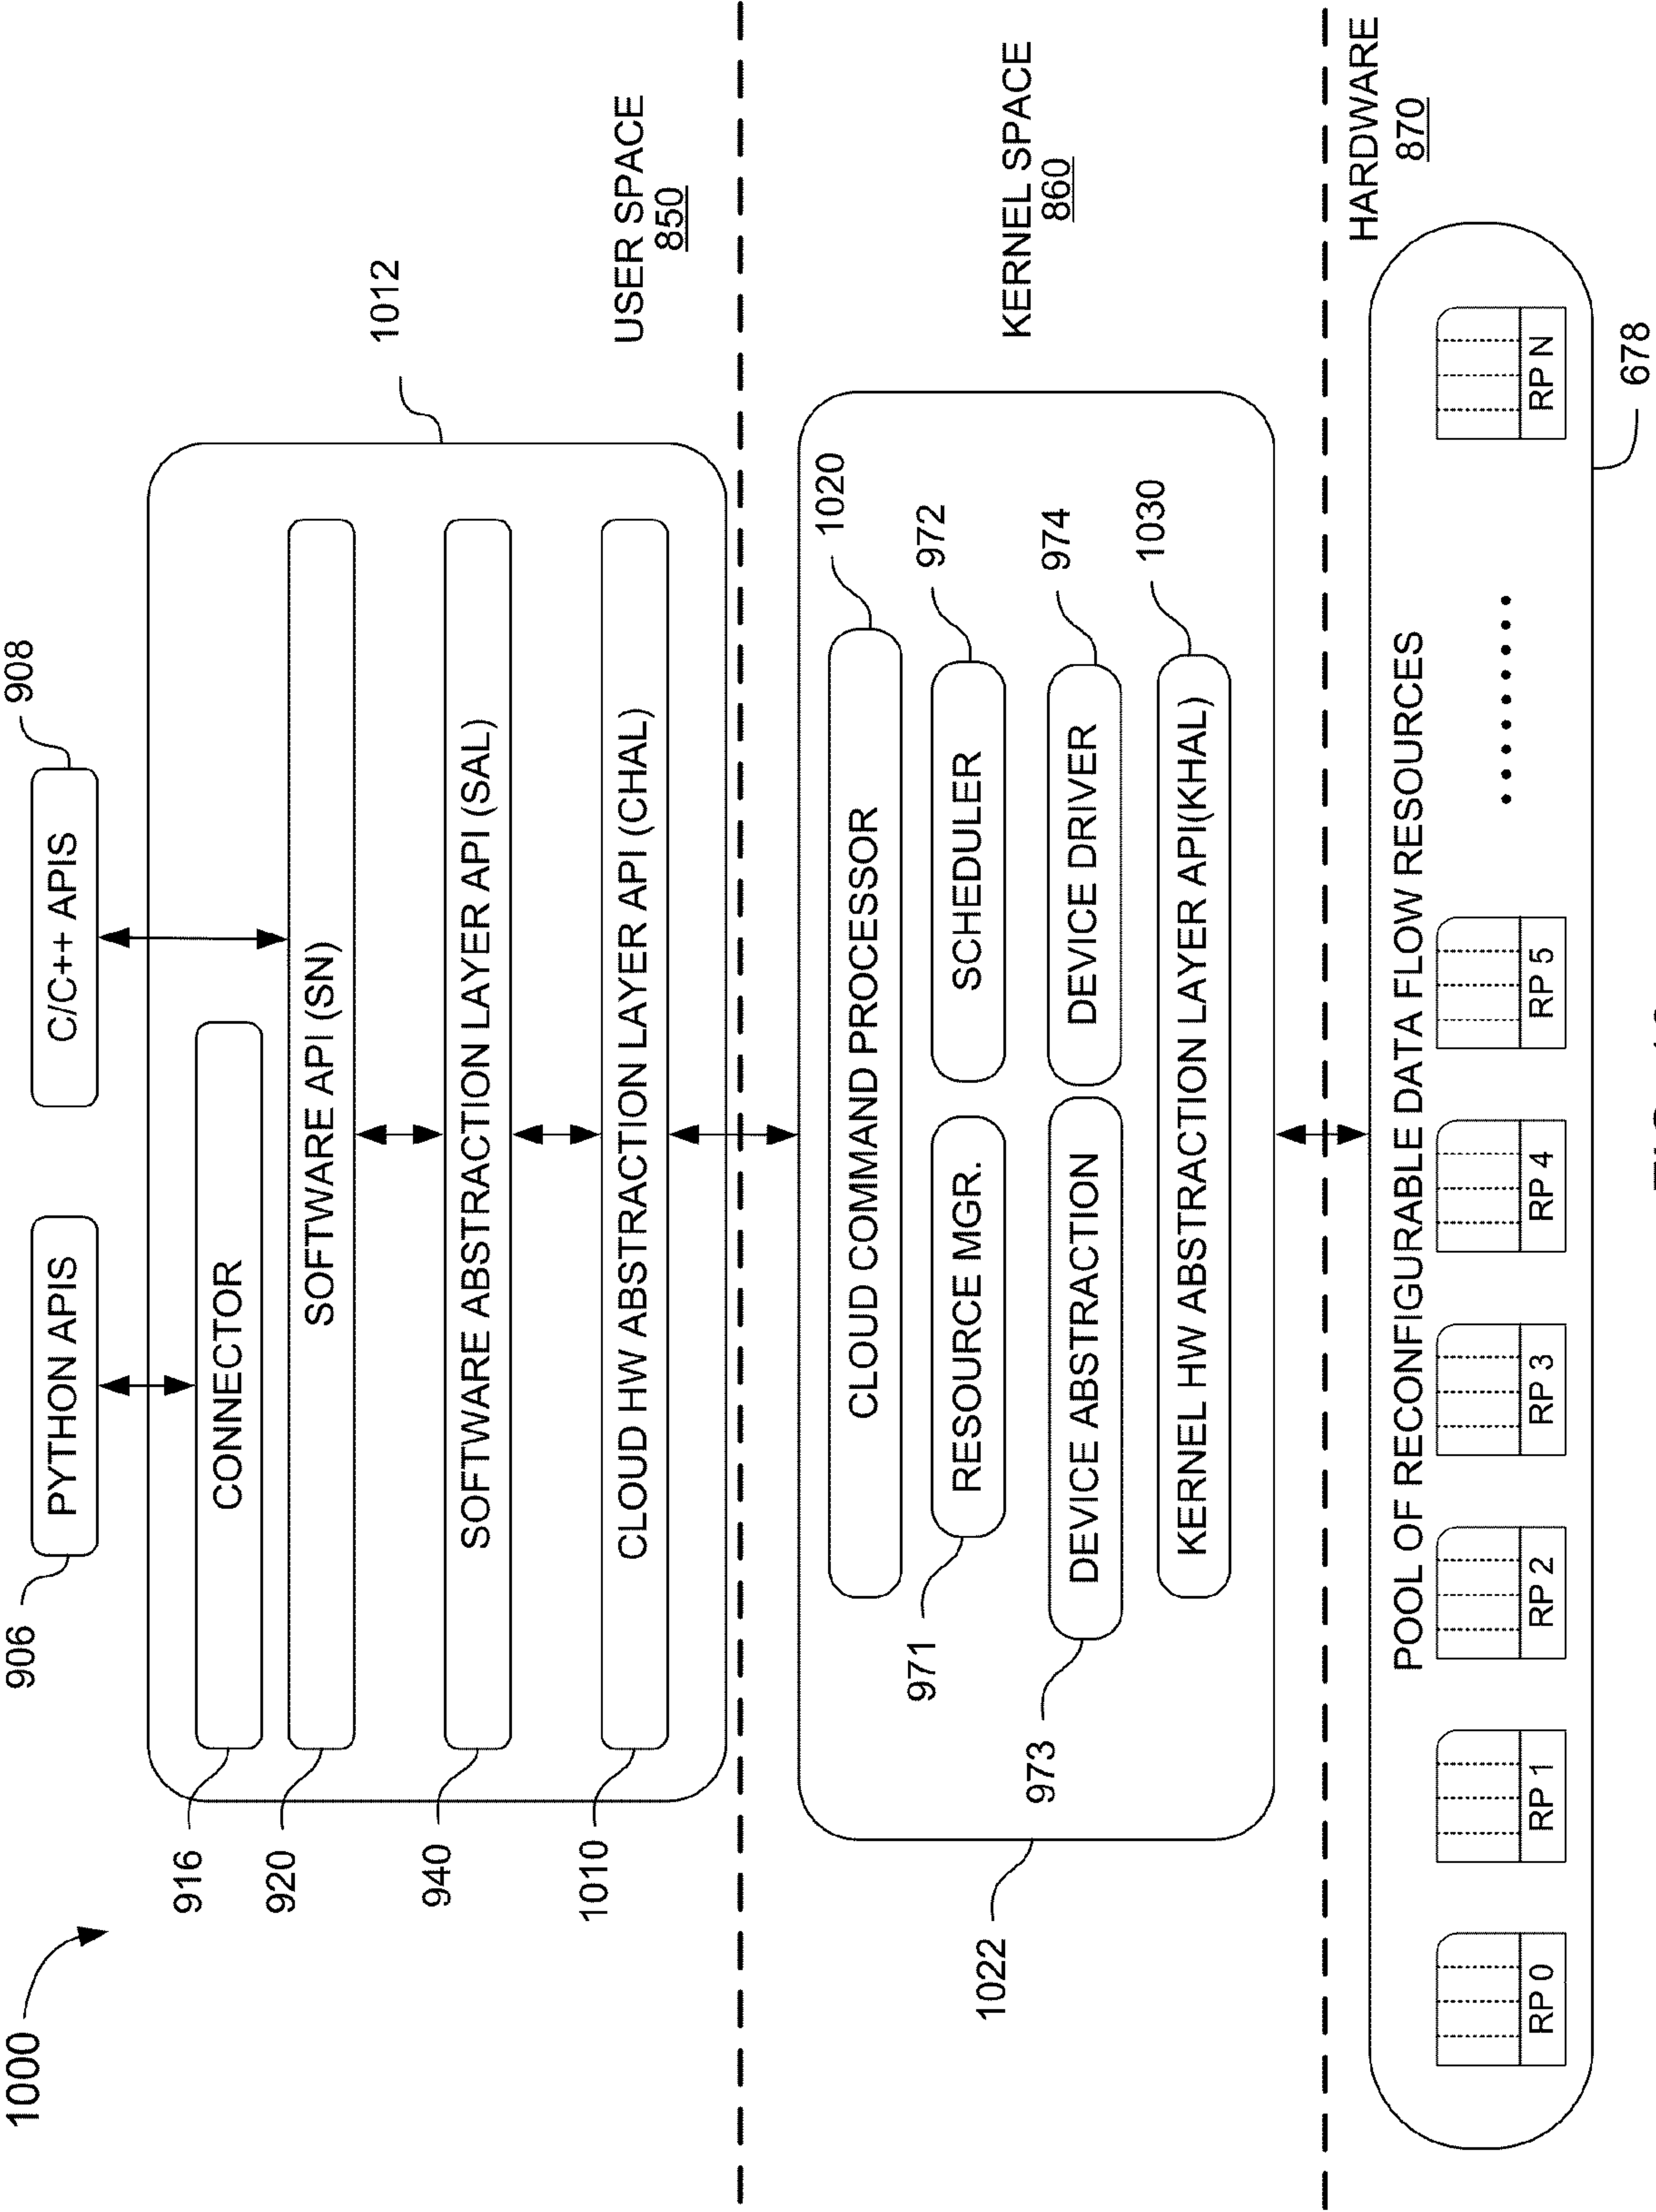 1000
906
PYTHON APIS
C/C++ APIS
908
1012
916
CONNECTOR
920
SOFTWARE API (SN)
940
SOFTWARE ABSTRACTION LAYER API (SAL)
1010
CLOUD HW ABSTRACTION LAYER API (CHAL)
USER SPACE
850
1022
CLOUD COMMAND PROCESSOR
1020
971
RESOURCE MGR.
SCHEDULER
972
973
DEVICE ABSTRACTION
DEVICE DRIVER
974
KERNEL HW ABSTRACTION LAYER API(KHAL)
1030
KERNEL SPACE
860
HARDWARE
870
POOL OF RECONFIGURABLE DATA FLOW RESOURCES
RP 0
RP 1
RP 2
RP 3
RP 4
RP 5
RP N
678